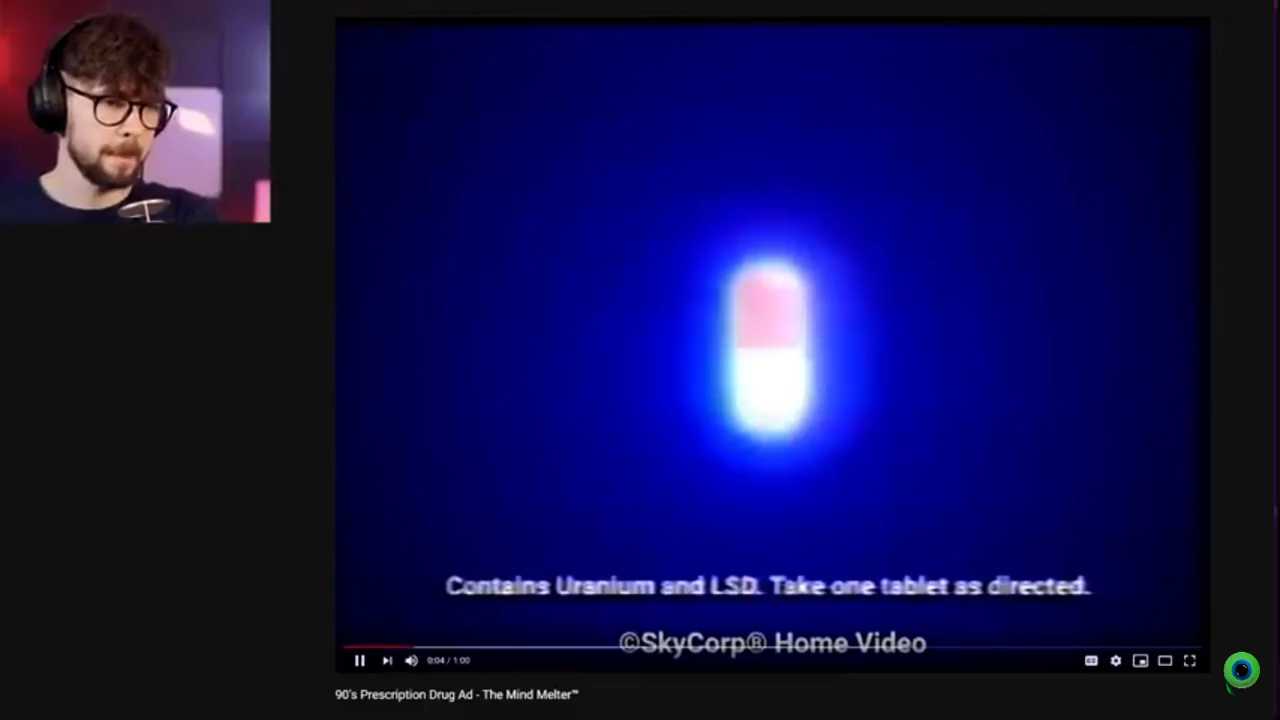 Contains Uranium and LSD. Take one tablet as directed.
©SkyCorp® Home Video
0:04 / 1:00
90's Prescription Drug Ad - The Mind Melter™